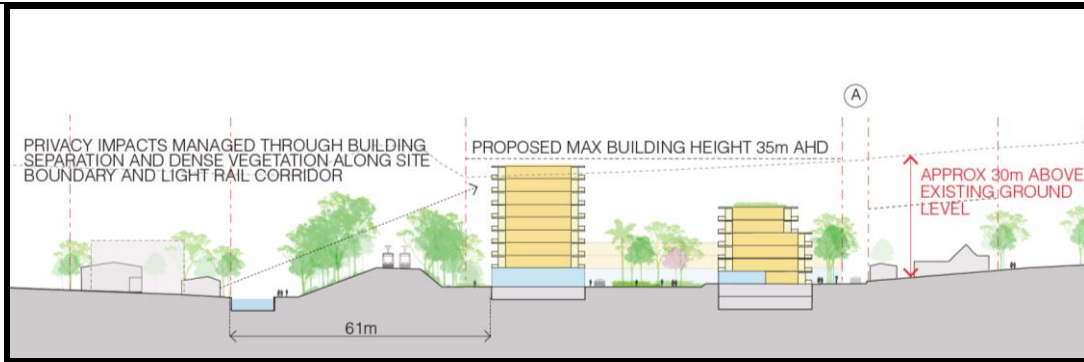 PRIVACY IMPACTS MANAGED THROUGH BUILDING
SEPARATION AND DENSE VEGETATION ALONG SITE
BOUNDARY AND LIGHT RAIL CORRIDOR
PROPOSED MAX BUILDING HEIGHT 35m AHD
A
APPROX 30m ABOVE
EXISTING GROUND
LEVEL
61m